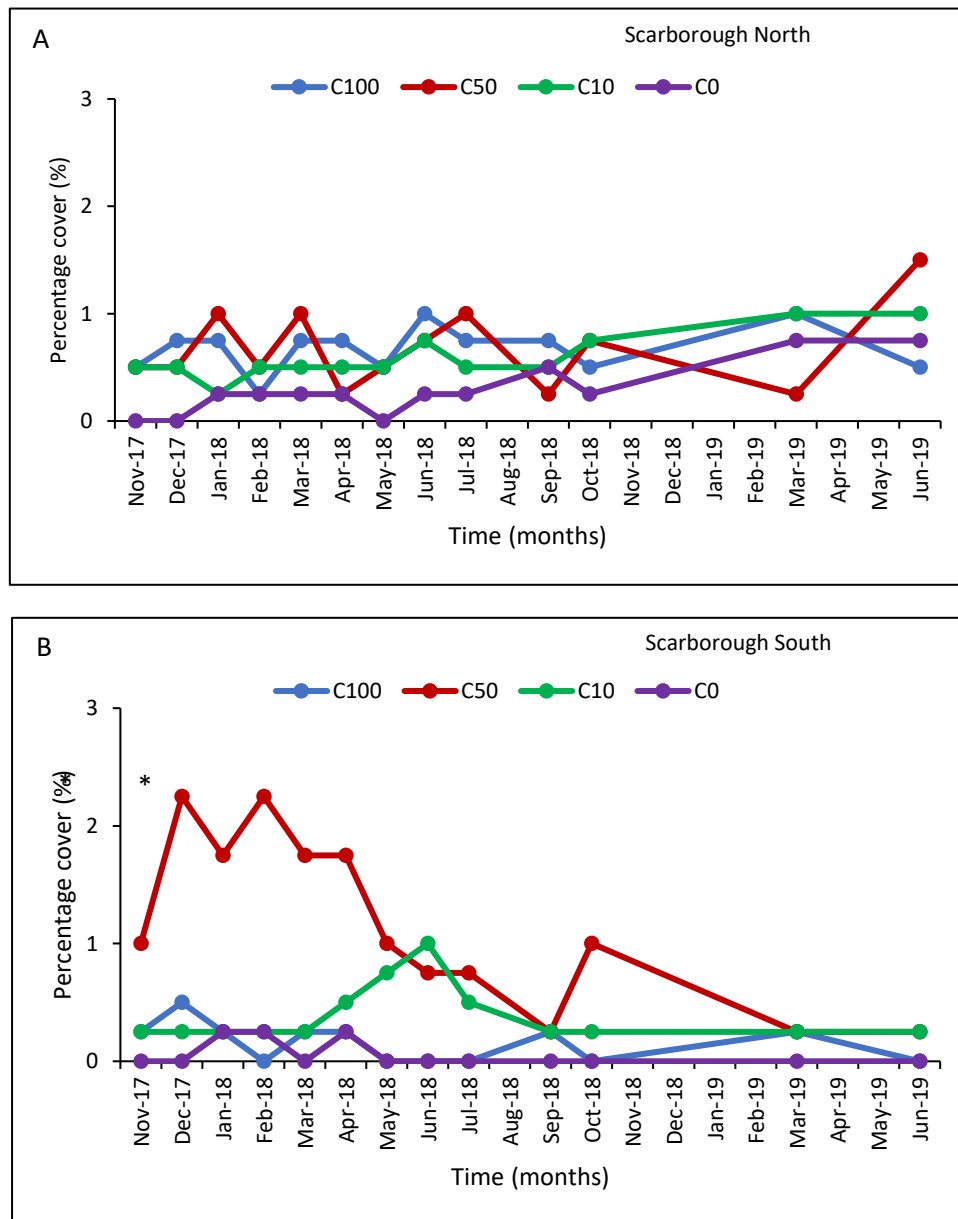 A
Scarborough North
C100 C50 C10 C0
3
2
1
0
Percentage cover (%)
Nov-17 Dec-17 Jan-18 Feb-18 Mar-18 Apr-18 May-18 Jun-18 Jul-18 Aug-18 Sep-18 Oct-18 Nov-18 Dec-18 Jan-19 Feb-19 Mar-19 Apr-19 May-19 Jun-19
Time (months)
B
Scarborough South
C100 C50 C10 C0
3
2
1
0
Percentage cover (%)
* *
Nov-17 Dec-17 Jan-18 Feb-18 Mar-18 Apr-18 May-18 Jun-18 Jul-18 Aug-18 Sep-18 Oct-18 Nov-18 Dec-18 Jan-19 Feb-19 Mar-19 Apr-19 May-19 Jun-19
Time (months)